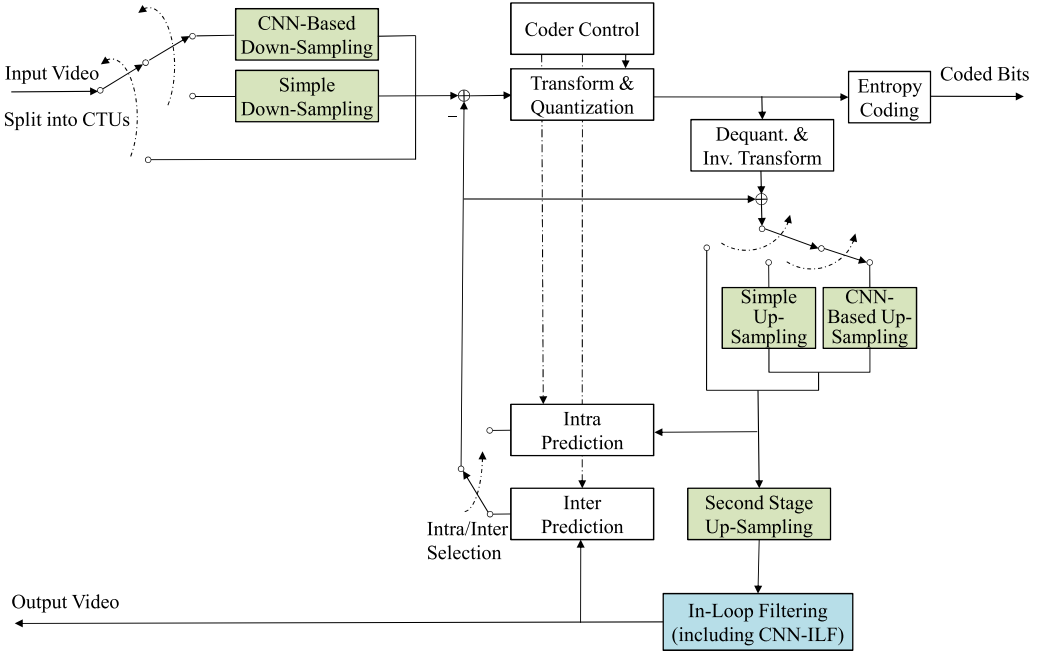 CNN-Based
Down-Sampling
Coder Control
Input Video
Simple
Down-Sampling
Transform &
Quantization
Entropy
Coding
Coded Bits
Split into CTUs
−
Dequant. &
Inv. Transform
Simple
Up-
Sampling
CNN-
Based Up-
Sampling
Intra
Prediction
Inter
Prediction
Second Stage
Up-Sampling
Intra/Inter
Selection
Output Video
In-Loop Filtering
(including CNN-ILF)